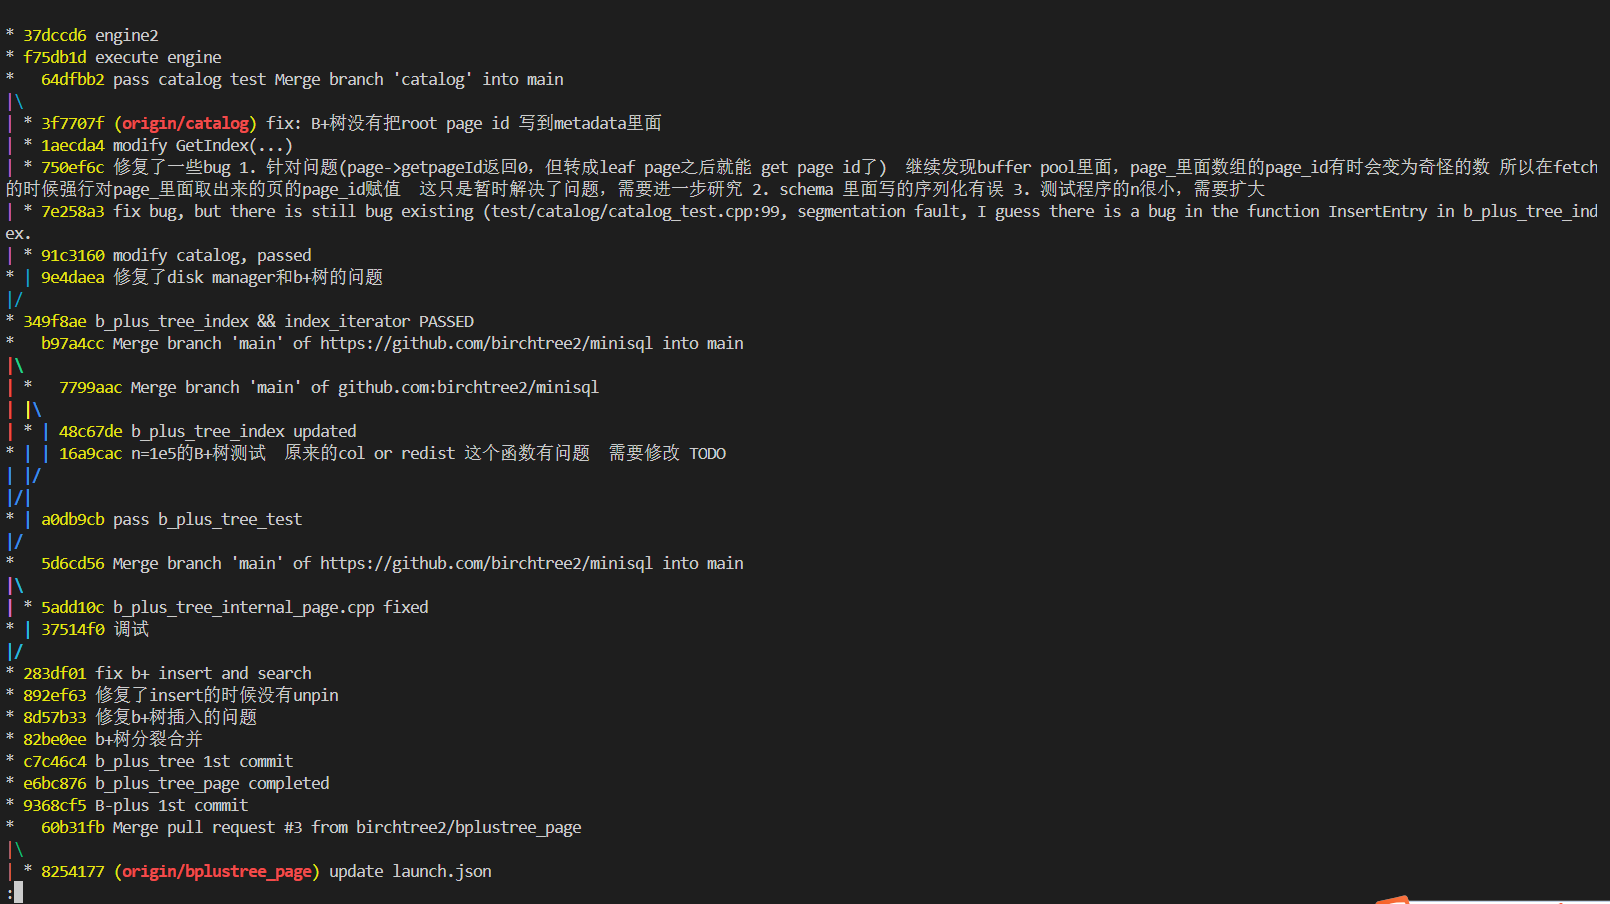 * 37dccd6 engine2
* f75db1d execute engine
*   64dfbb2 pass catalog test Merge branch 'catalog' into main
|\
| * 3f7707f (origin/catalog) fix: B+树没有把root page id 写到metadata里面
| * 1aecda4 modify GetIndex(...)
| * 750ef6c 修复了一些bug 1. 针对问题(page->getpageId返回0，但转成leaf page之后就能 get page id了)  继续发现buffer pool里面，page_里面数组的page_id有时会变为奇怪的数 所以在fetch
的时候强行对page_里面取出来的页的page_id赋值  这只是暂时解决了问题，需要进一步研究 2. schema 里面写的序列化有误 3. 测试程序的n很小，需要扩大
| * 7e258a3 fix bug, but there is still bug existing (test/catalog/catalog_test.cpp:99, segmentation fault, I guess there is a bug in the function InsertEntry in b_plus_tree_ind
ex.
| * 91c3160 modify catalog, passed
* | 9e4daea 修复了disk manager和b+树的问题
|/
* 349f8ae b_plus_tree_index && index_iterator PASSED
*   b97a4cc Merge branch 'main' of https://github.com/birchtree2/minisql into main
|\
| *   7799aac Merge branch 'main' of github.com:birchtree2/minisql
| |\
| * | 48c67de b_plus_tree_index updated
* | | 16a9cac n=1e5的B+树测试  原来的col or redist 这个函数有问题  需要修改 TODO
| |/
|/|
* | a0db9cb pass b_plus_tree_test
|/
*   5d6cd56 Merge branch 'main' of https://github.com/birchtree2/minisql into main
|\
| * 5add10c b_plus_tree_internal_page.cpp fixed
* | 37514f0 调试
|/
* 283df01 fix b+ insert and search
* 892ef63 修复了insert的时候没有unpin
* 8d57b33 修复b+树插入的问题
* 82be0ee b+树分裂合并
* c7c46c4 b_plus_tree 1st commit
* e6bc876 b_plus_tree_page completed
* 9368cf5 B-plus 1st commit
*   60b31fb Merge pull request #3 from birchtree2/bplustree_page
|\
| * 8254177 (origin/bplustree_page) update launch.json
: